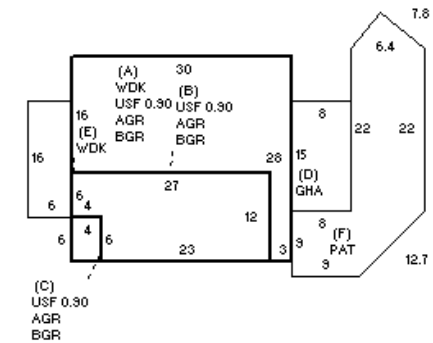 7.8
6.4
30
(A)
WDK
USF 0.90
AGR
BGR
(B)
USF 0.90
AGR
BGR
16
(E)
WDK
8
22
22
16
28
15
(D)
GHA
27
6
6
4
12
8
(F)
PAT
4
6
6
23
3
9
9
12.7
(C)
USF 0.90
AGR
BGR